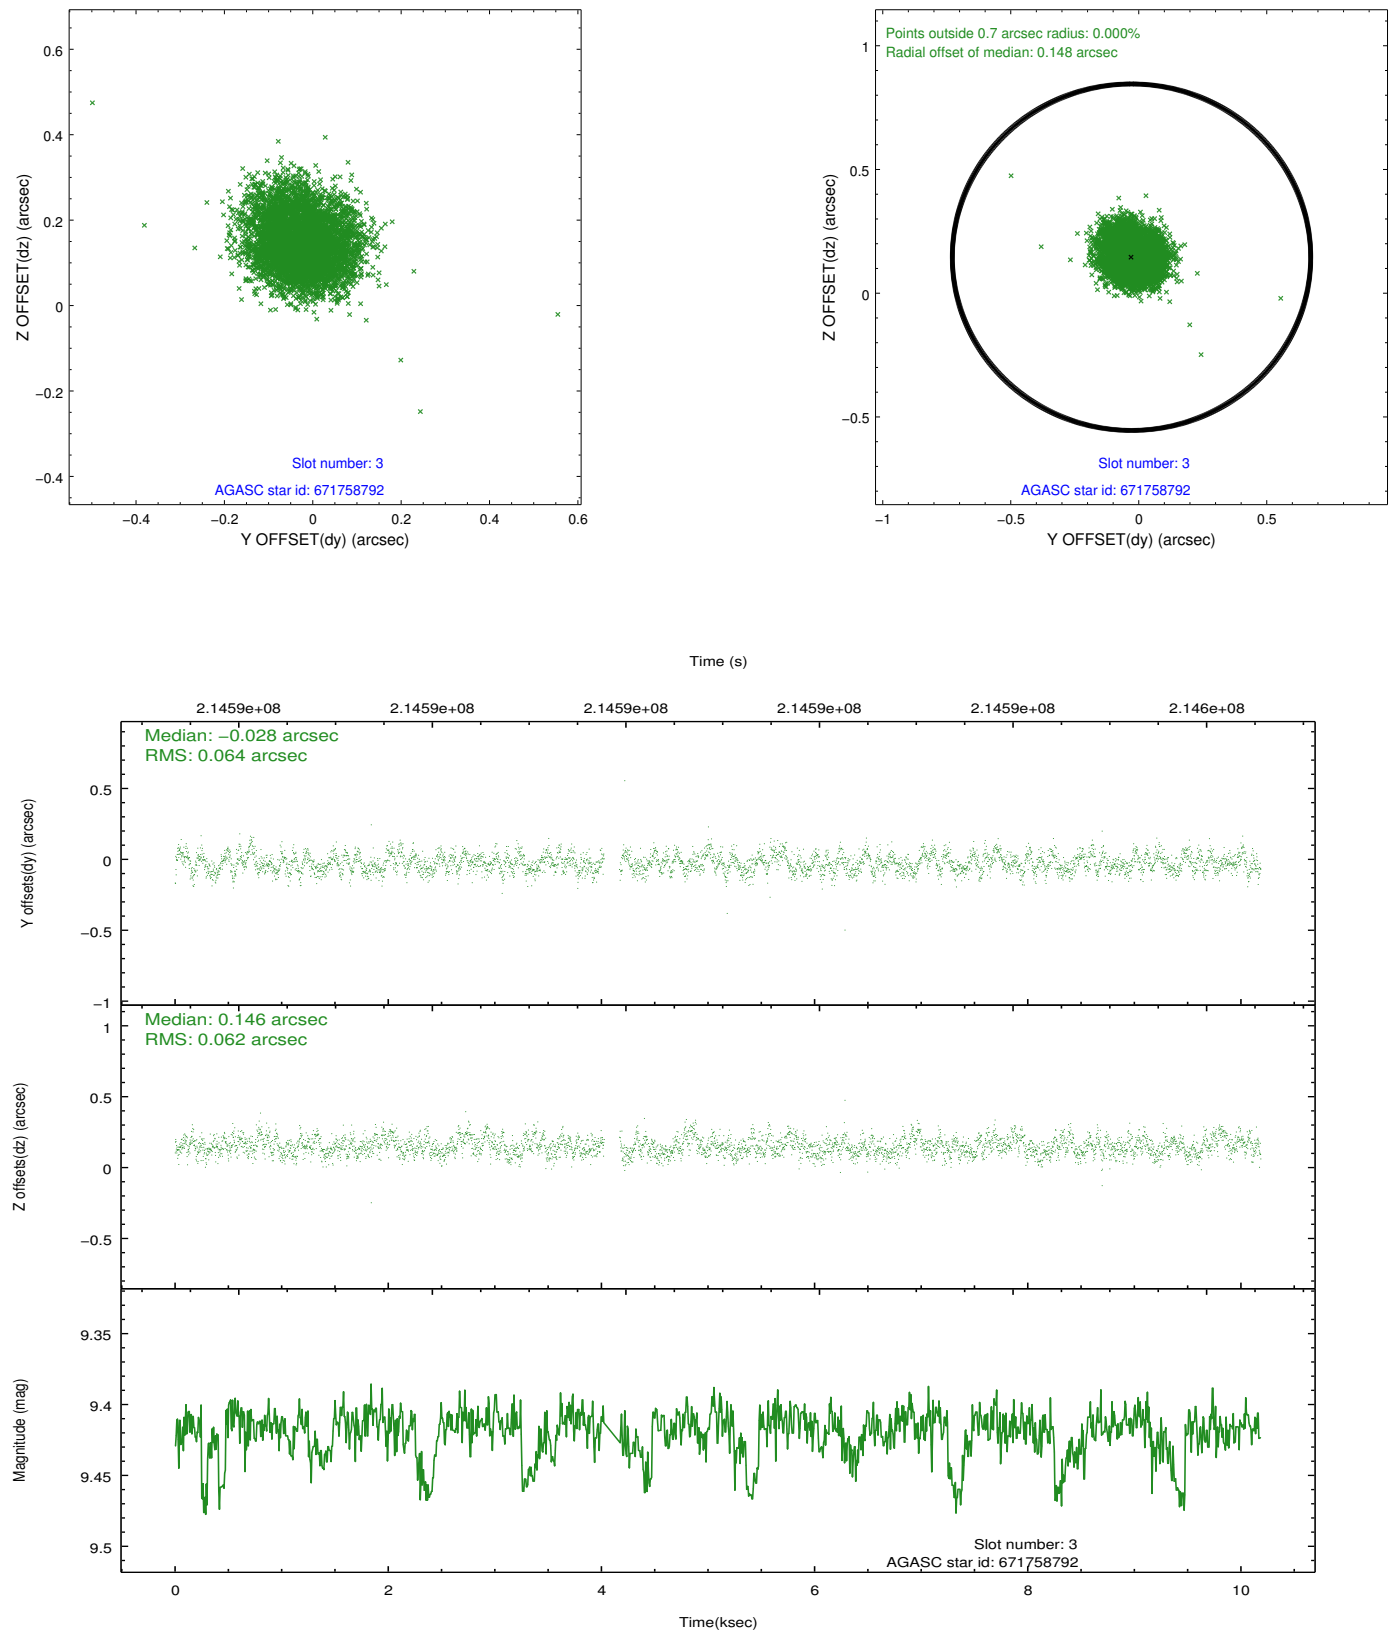 0.6
0.4
0.2
0
−0.2
−0.4
Z OFFSET(dz) (arcsec)
Slot number: 3
AGASC star id: 671758792
−0.4 −0.2 0 0.2 0.4 0.6
Y OFFSET(dy) (arcsec)
Points outside 0.7 arcsec radius: 0.000%
Radial offset of median: 0.148 arcsec
1
0.5
0
−0.5
Z OFFSET(dz) (arcsec)
Slot number: 3
AGASC star id: 671758792
−1 −0.5 0 0.5
Y OFFSET(dy) (arcsec)
Time (s)
2.1459e+08 2.1459e+08 2.1459e+08 2.1459e+08 2.1459e+08 2.146e+08
Median: −0.028 arcsec
RMS: 0.064 arcsec
0.5
0
−0.5
−1
Y offsets(dy) (arcsec)
Median: 0.146 arcsec
RMS: 0.062 arcsec
1
0.5
0
−0.5
Z offsets(dz) (arcsec)
9.35
9.4
9.45
9.5
Magnitude (mag)
Slot number: 3
AGASC star id: 671758792
0 2 4 6 8 10
Time(ksec)